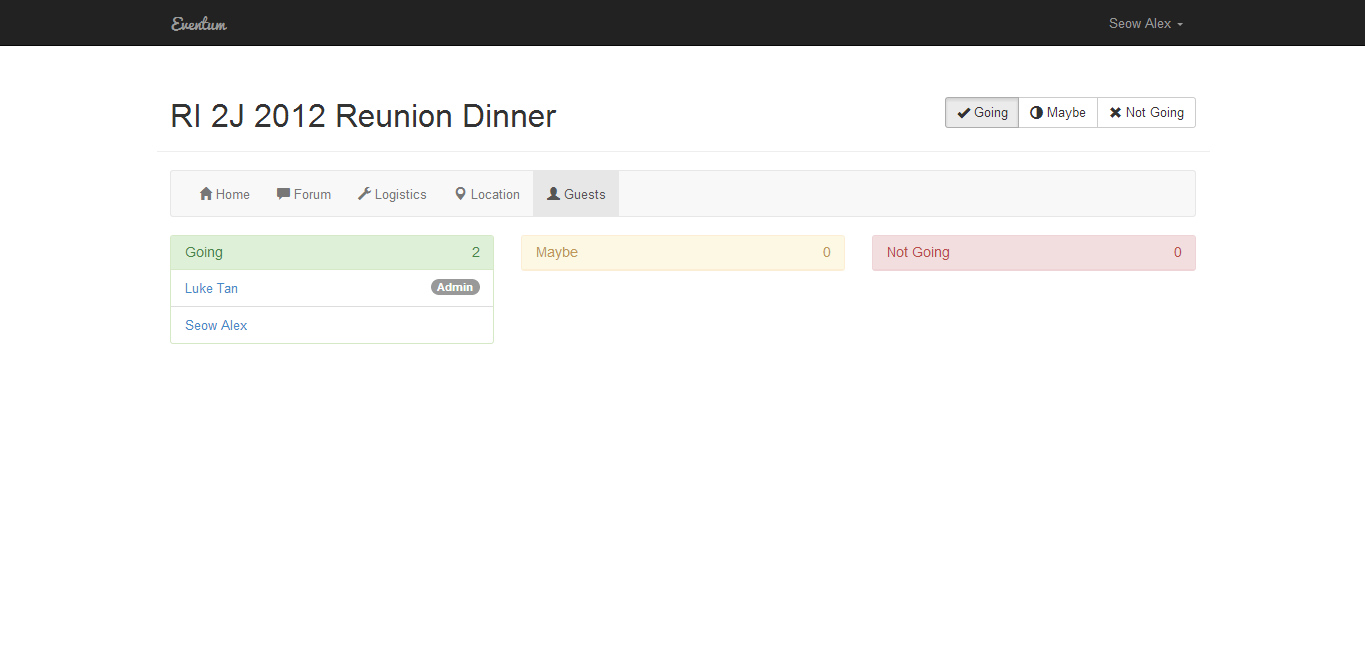 Eventum
Seow Alex
RI 2J 2012 Reunion Dinner
Going Maybe Not Going
Home Forum Logistics Location Guests
Going 2
Luke Tan Admin
Seow Alex
Maybe 0
Not Going 0